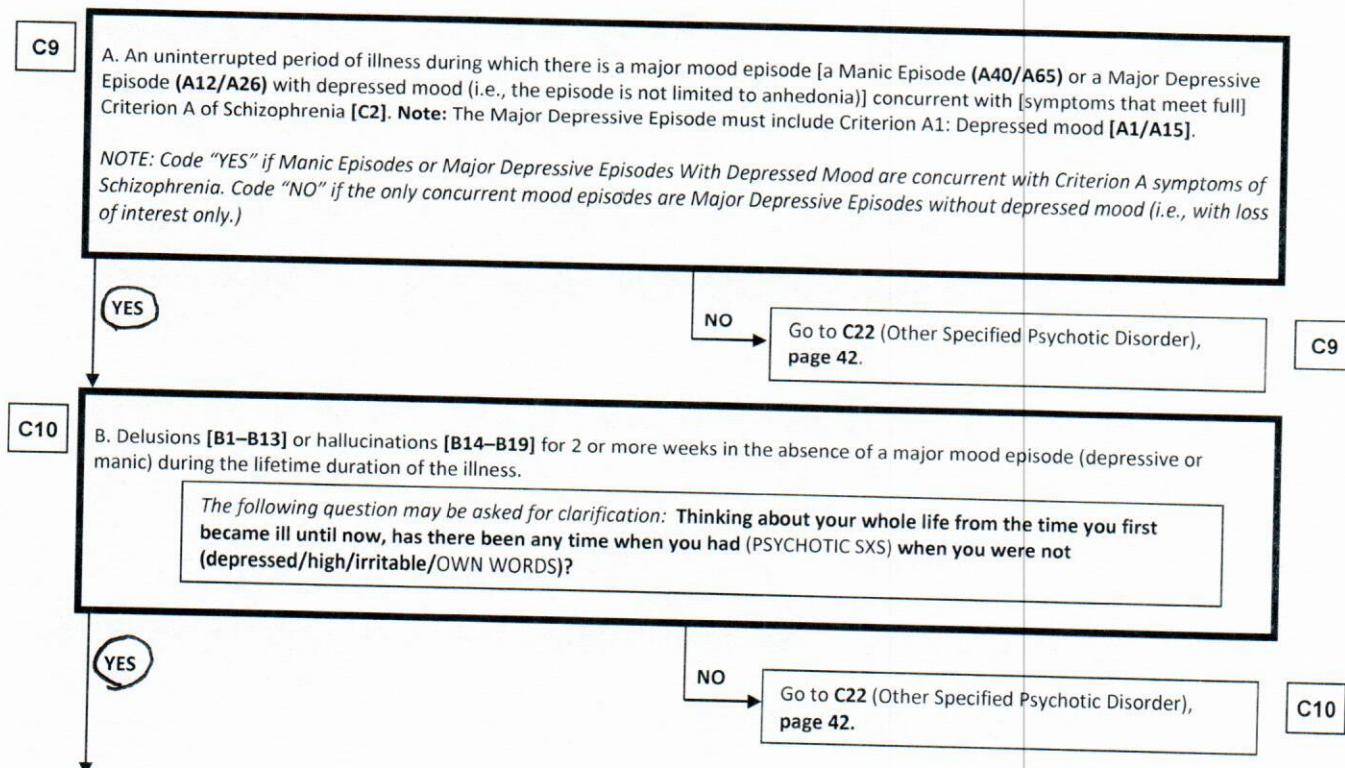 C9
A. An uninterrupted period of illness during which there is a major mood episode [a Manic Episode (A40/A65) or a Major Depressive
Episode (A12/A26) with depressed mood (i.e., the episode is not limited to anhedonia)] concurrent with [symptoms that meet full]
Criterion A of Schizophrenia [C2]. Note: The Major Depressive Episode must include Criterion A1: Depressed mood [A1/A15].
NOTE: Code “YES” if Manic Episodes or Major Depressive Episodes With Depressed Mood are concurrent with Criterion A symptoms of
Schizophrenia. Code “NO” if the only concurrent mood episodes are Major Depressive Episodes without depressed mood (i.e., with loss
of interest only.)
YES
NO
Go to C22 (Other Specified Psychotic Disorder),
page 42.
C9
C10
B. Delusions [B1–B13] or hallucinations [B14–B19] for 2 or more weeks in the absence of a major mood episode (depressive or
manic) during the lifetime duration of the illness.
The following question may be asked for clarification: Thinking about your whole life from the time you first
became ill until now, has there been any time when you had (PSYCHOTIC SXS) when you were not
(depressed/high/irritable/OWN WORDS)?
YES
NO
Go to C22 (Other Specified Psychotic Disorder),
page 42.
C10